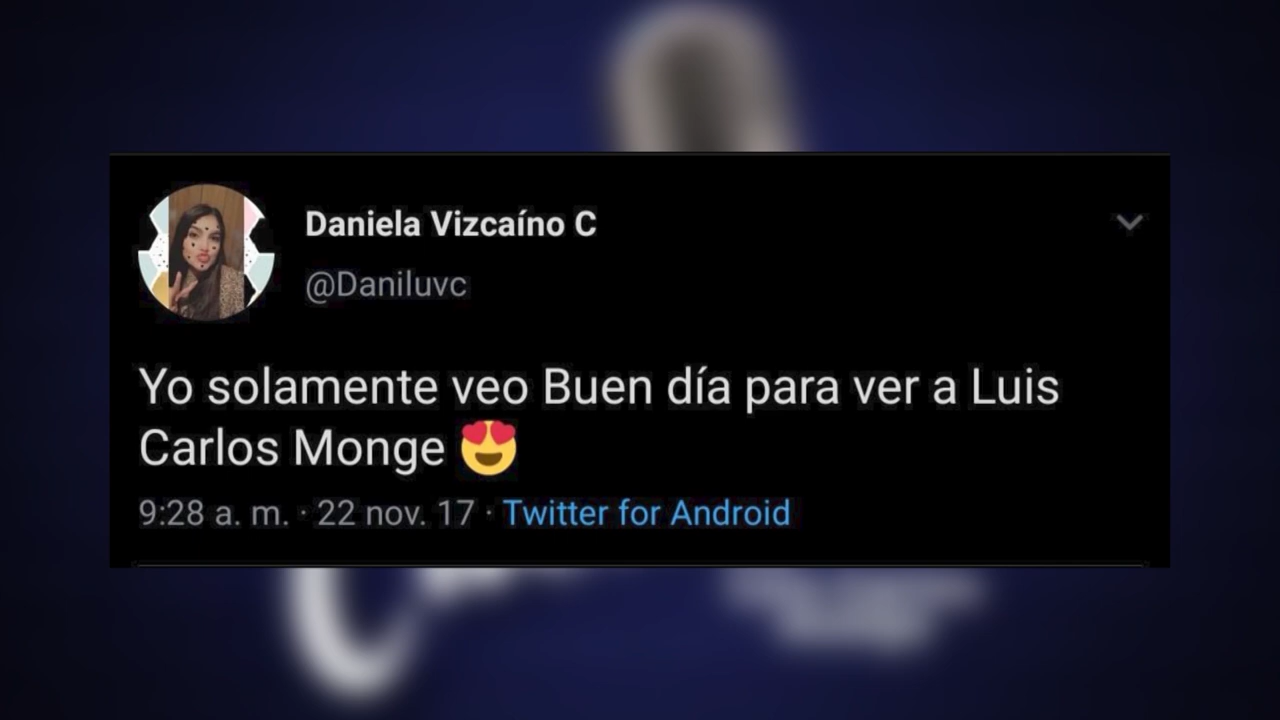 Daniela Vizcaíno C
@Daniluvc
Yo solamente veo Buen día para ver a Luis
Carlos Monge 😍
9:28 a. m. · 22 nov. 17 · Twitter for Android